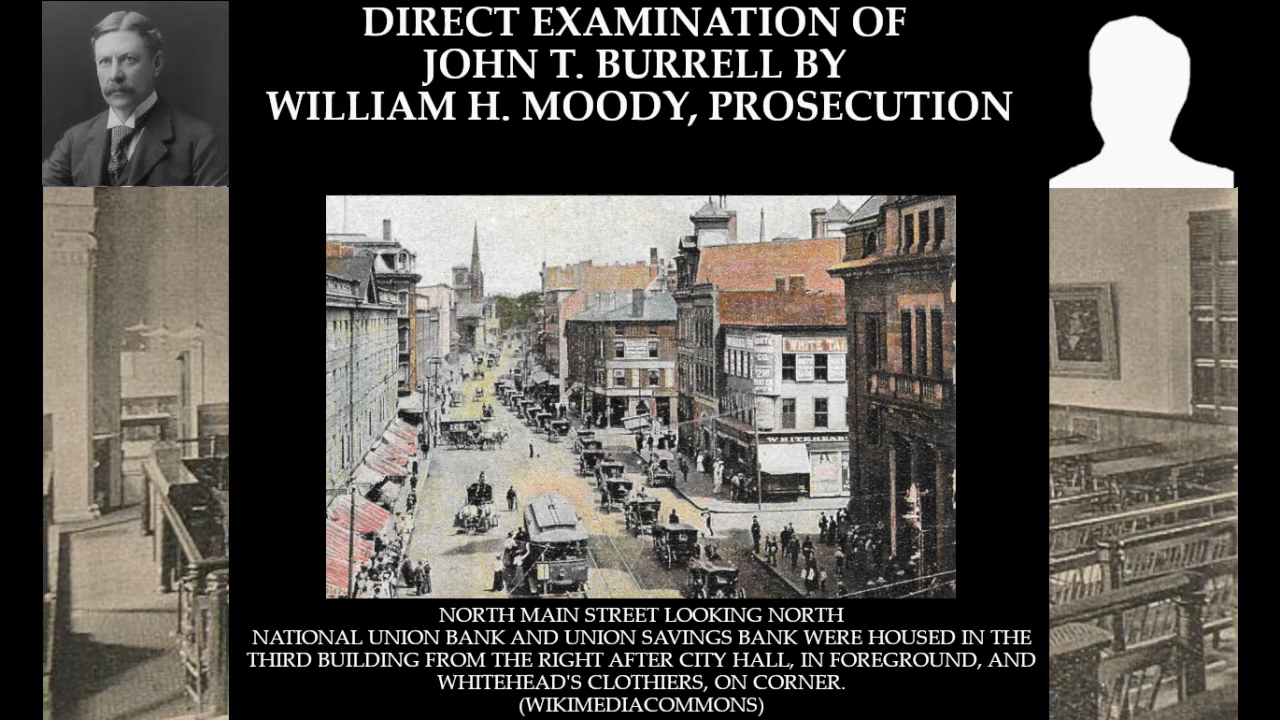 DIRECT EXAMINATION OF
JOHN T. BURRELL BY
WILLIAM H. MOODY, PROSECUTION
WHITE
WHITEHEAD'
NORTH MAIN STREET LOOKING NORTH
NATIONAL UNION BANK AND UNION SAVINGS BANK WERE HOUSED IN THE
THIRD BUILDING FROM THE RIGHT AFTER CITY HALL, IN FOREGROUND, AND
WHITEHEAD'S CLOTHIERS, ON CORNER.
(WIKIMEDIACOMMONS)